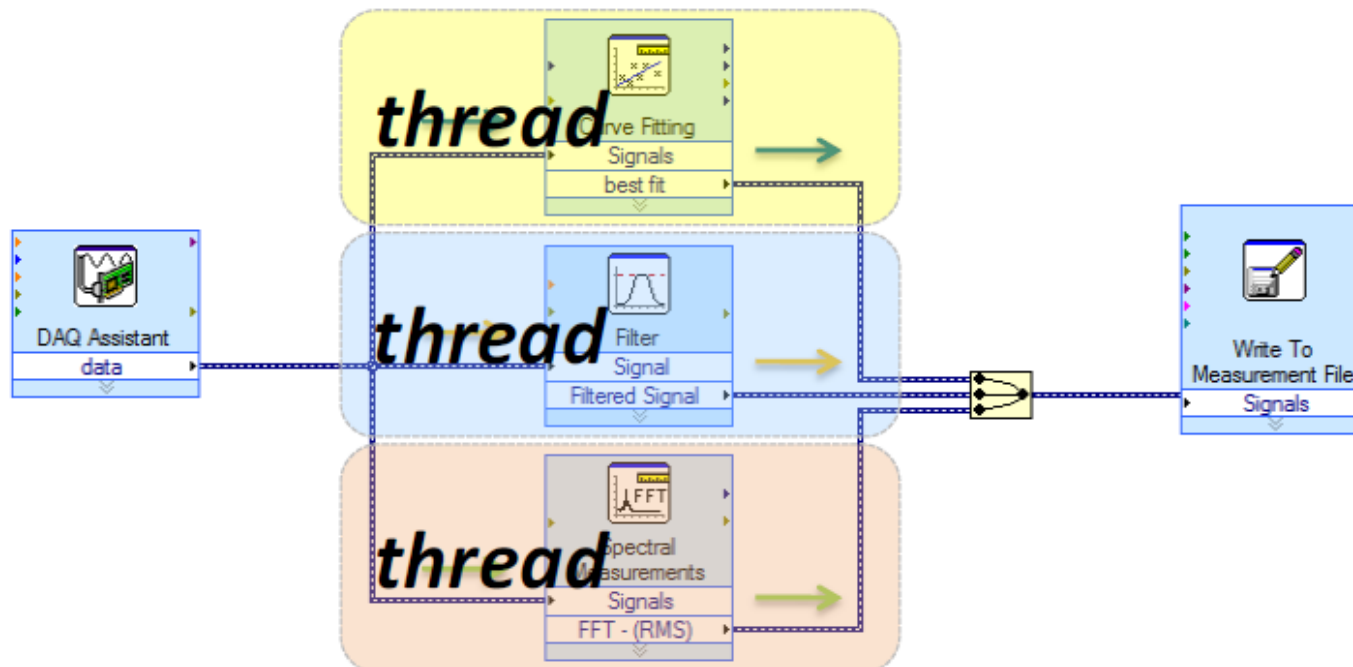 thread
Curve Fitting
Signals
best fit
DAQ Assistant
data
thread
Filter
Signal
Filtered Signal
Write To
Measurement File
Signals
FFT
thread
Spectral
Measurements
Signals
FFT - (RMS)